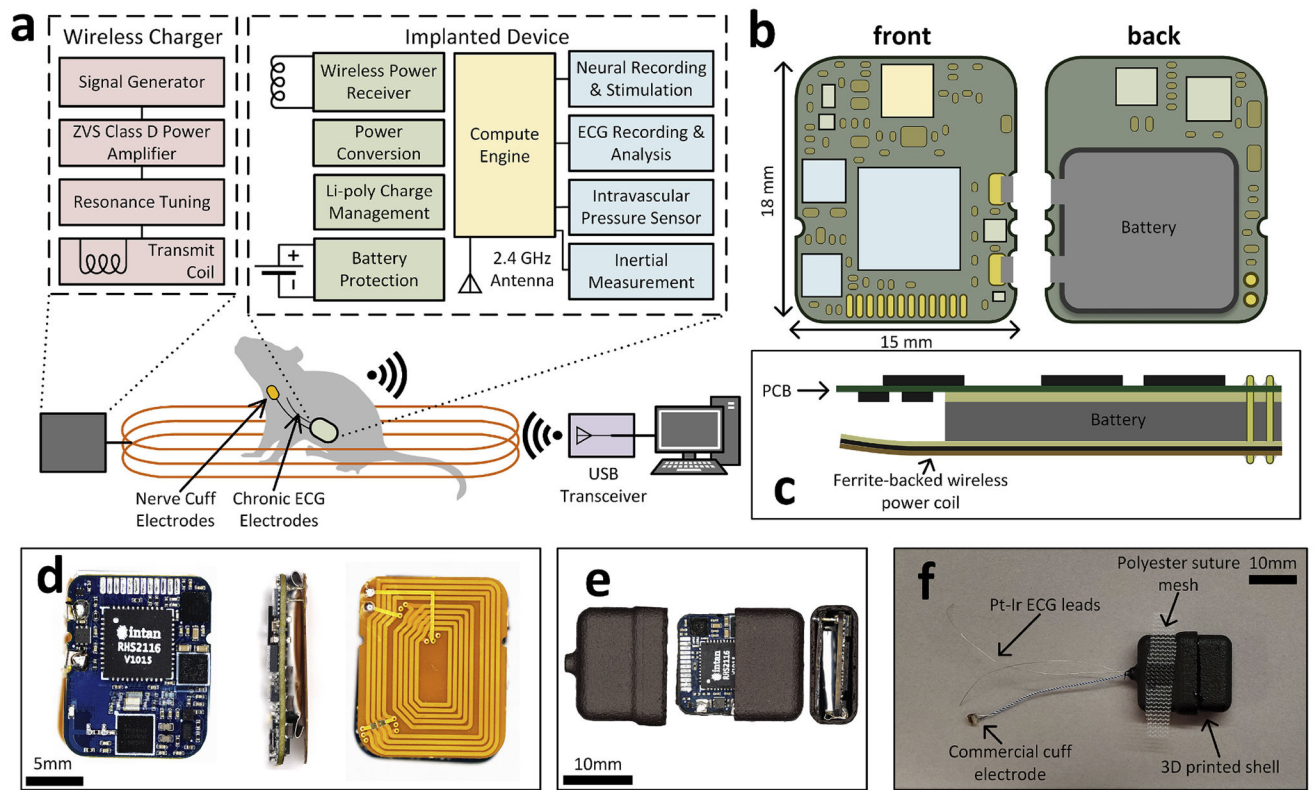 a
Wireless Charger
Signal Generator
ZVS Class D Power
Amplifier
Resonance Tuning
Transmit
Coil
Implanted Device
Wireless Power
Receiver
Power
Conversion
Li-poly Charge
Management
+
−
Battery
Protection
Compute
Engine
2.4 GHz
Antenna
Neural Recording
& Stimulation
ECG Recording &
Analysis
Intravascular
Pressure Sensor
Inertial
Measurement
Nerve Cuff
Electrodes
Chronic ECG
Electrodes
USB
Transceiver
b
front
back
18 mm
15 mm
Battery
PCB
Battery
Ferrite-backed wireless
power coil
c
d
intan
RHS2116
V1015
5mm
e
intan
RHS2116
V1015
10mm
f
Polyester suture
mesh
10mm
Pt-Ir ECG leads
Commercial cuff
electrode
3D printed shell